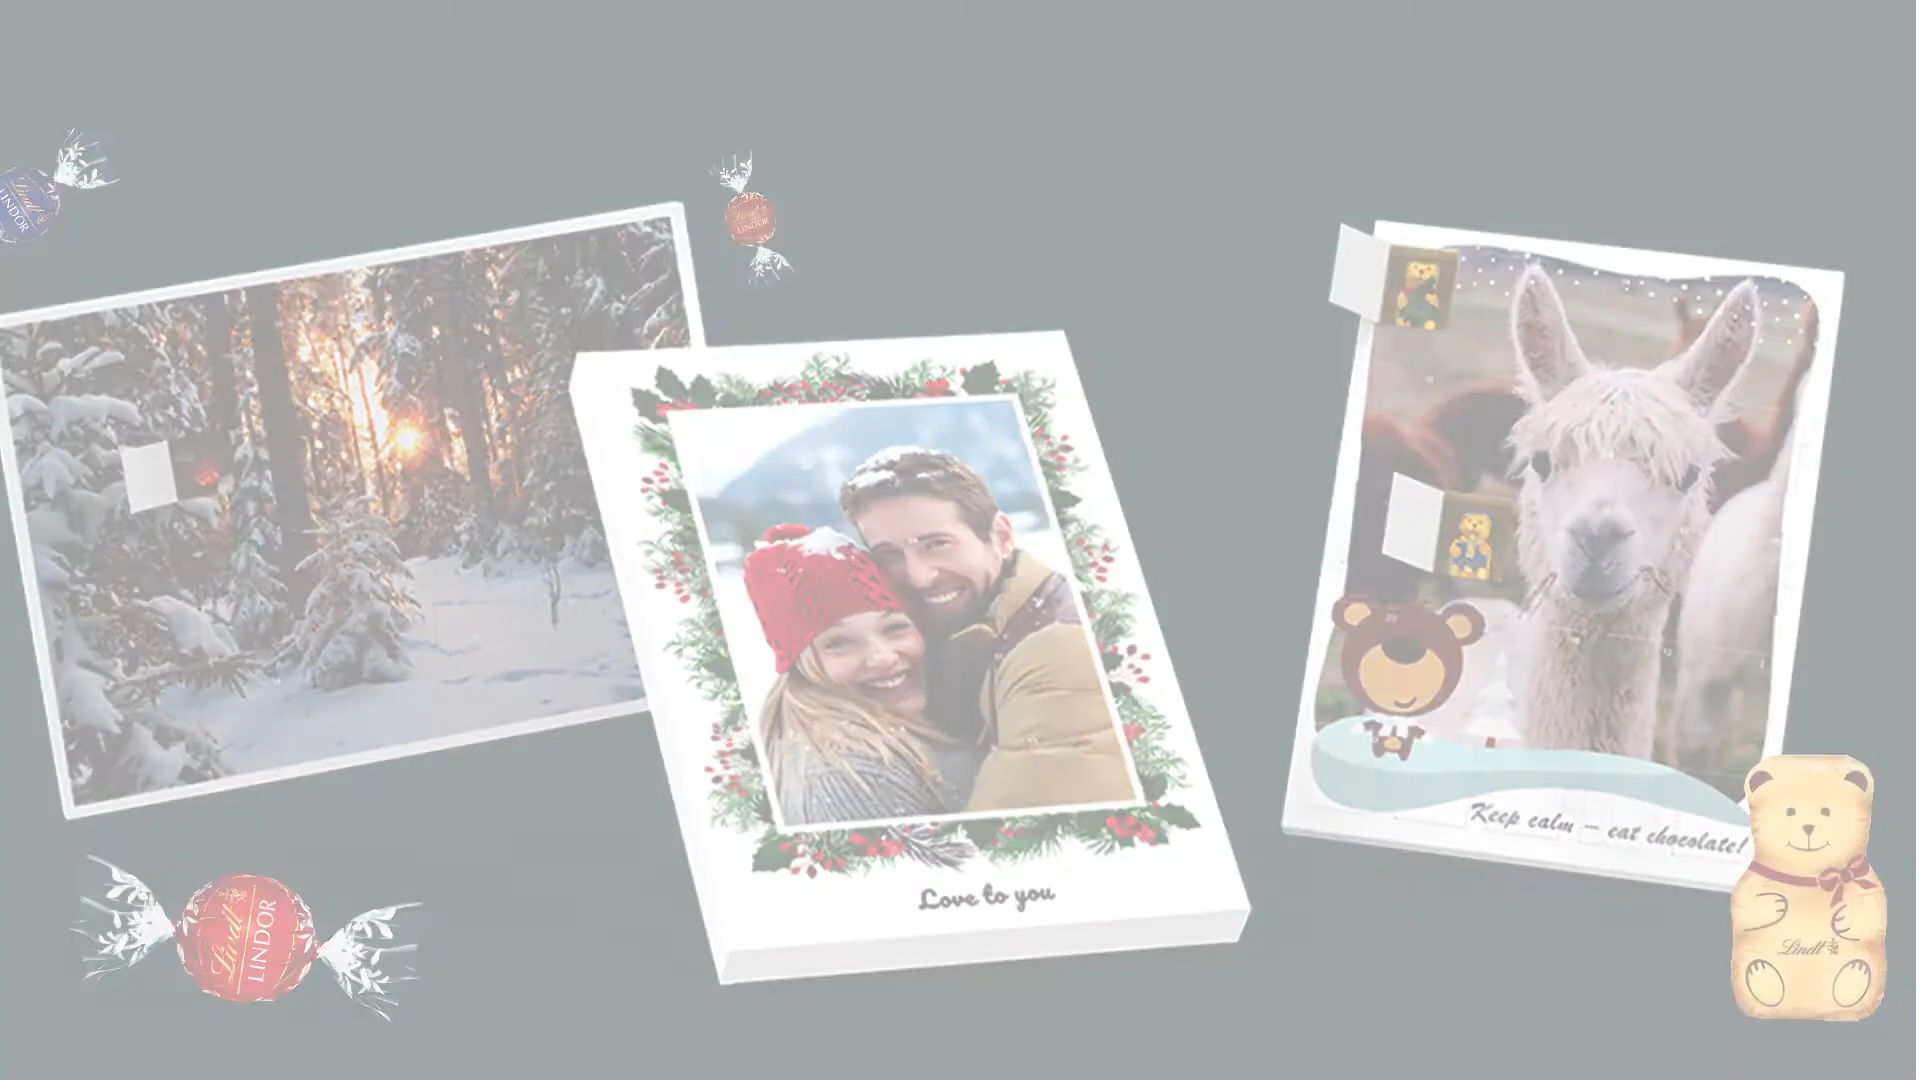 Lindt
LINDOR
Lindt
LINDOR
Love to you
Keep calm – eat chocolate!
Lindt
LINDOR
Lindt